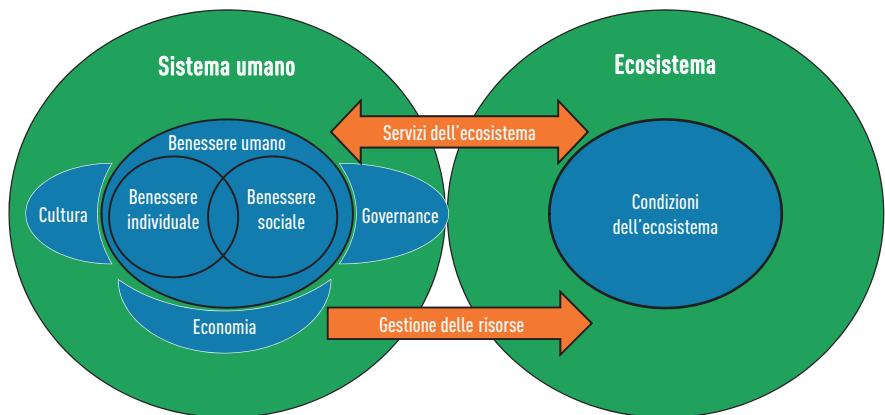 Sistema umano
Ecosistema
Servizi dell'ecosistema
Benessere umano
Benessere
individuale
Benessere
sociale
Cultura
Governance
Condizioni
dell'ecosistema
Economia
Gestione delle risorse